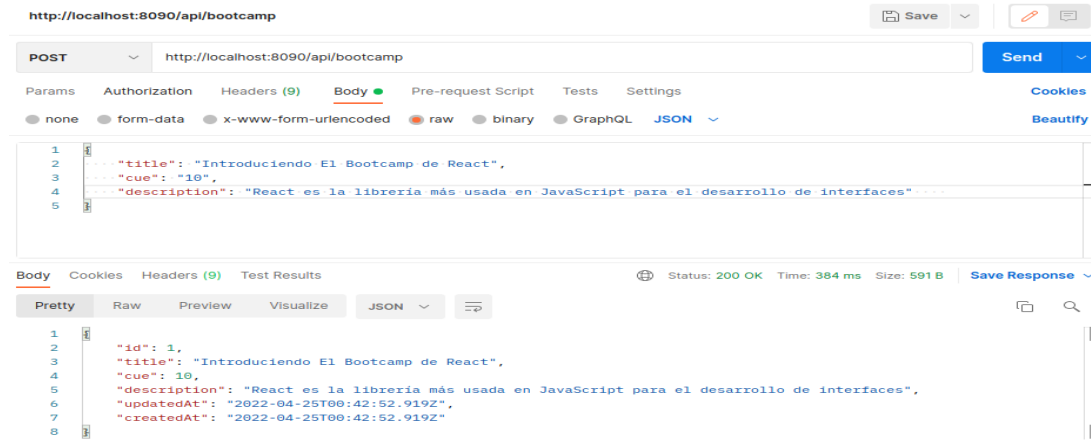 http://localhost:8090/api/bootcamp Save
POST http://localhost:8090/api/bootcamp Send
Params Authorization Headers (9) Body Pre-request Script Tests Settings Cookies
none form-data x-www-form-urlencoded raw binary GraphQL JSON Beautify
1 {
2 "title": "Introduciendo El Bootcamp de React",
3 "cue": "10",
4 "description": "React es la librería más usada en JavaScript para el desarrollo de interfaces"
5 }
Body Cookies Headers (9) Test Results Status: 200 OK Time: 384 ms Size: 591 B Save Response
Pretty Raw Preview Visualize JSON
1 {
2 "id": 1,
3 "title": "Introduciendo El Bootcamp de React",
4 "cue": 10,
5 "description": "React es la librería más usada en JavaScript para el desarrollo de interfaces",
6 "updatedAt": "2022-04-25T00:42:52.919Z",
7 "createdAt": "2022-04-25T00:42:52.919Z"
8 }